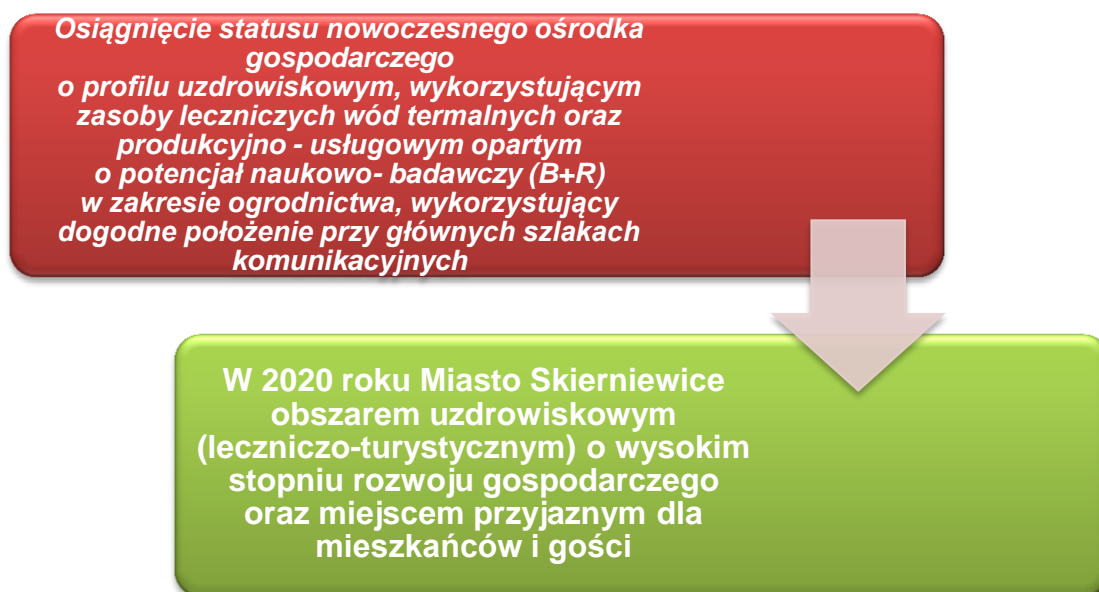 Osiągnięcie statusu nowoczesnego ośrodka
gospodarczego
o profilu uzdrowiskowym, wykorzystującym
zasoby leczniczych wód termalnych oraz
produkcyjno - usługowym opartym
o potencjał naukowo- badawczy (B+R)
w zakresie ogrodnictwa, wykorzystujący
dogodne położenie przy głównych szlakach
komunikacyjnych
W 2020 roku Miasto Skierniewice
obszarem uzdrowiskowym
(leczniczo-turystycznym) o wysokim
stopniu rozwoju gospodarczego
oraz miejscem przyjaznym dla
mieszkańców i gości